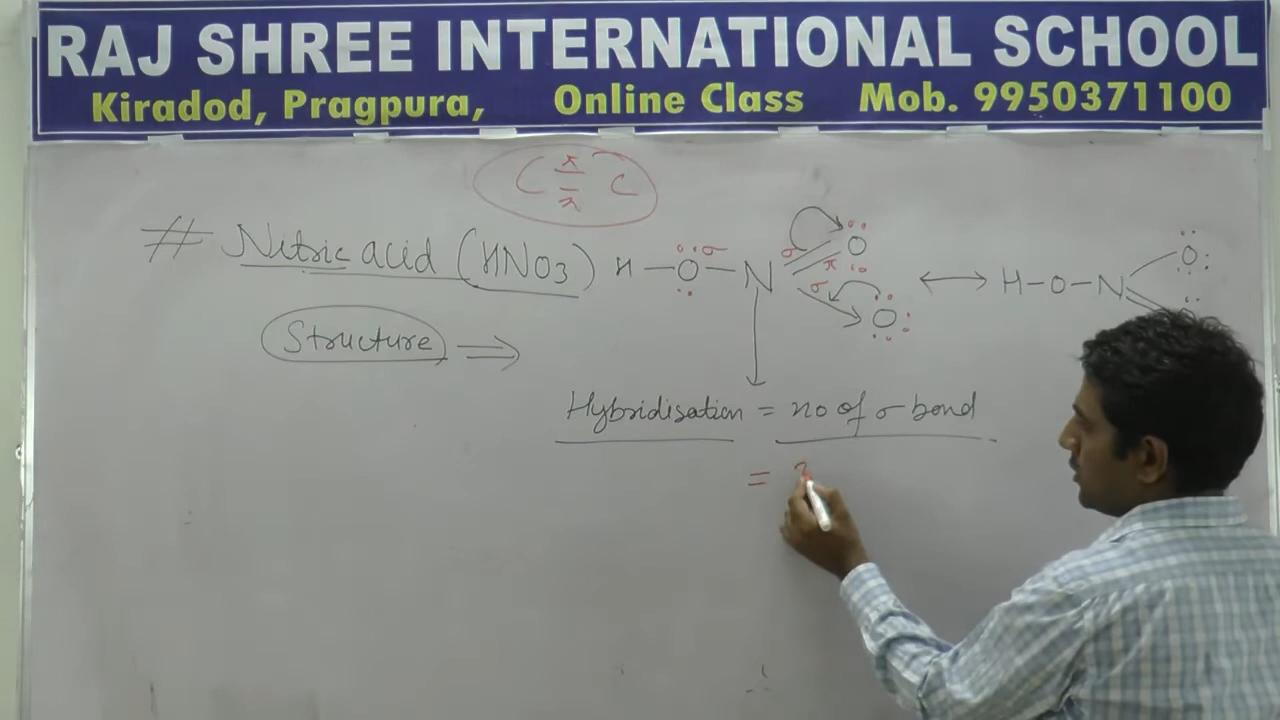 RAJ SHREE INTERNATIONAL SCHOOL
Kiradod, Pragpura, Online Class Mob. 9950371100
C π = π C
# Nitric acid (HNO3) H - O - N O O ↔ H - O - N O
σ σ π σ
Structure ⇒
Hybridisation = no of σ bond
=